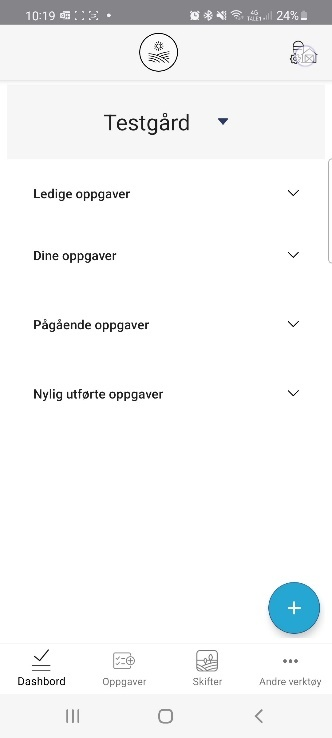 10:19 24%
Testgård
Ledige oppgaver
Dine oppgaver
Pågående oppgaver
Nylig utførte oppgaver
+
Dashbord Oppgaver Skifter Andre verktøy